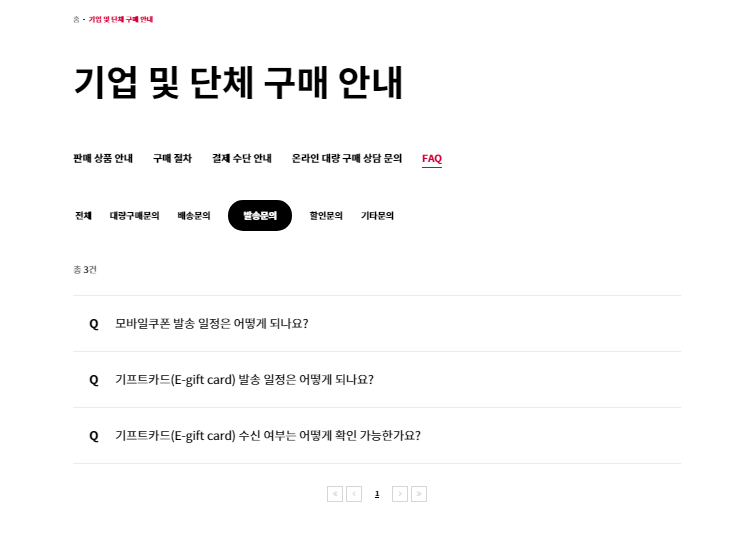 홈 • 기업 및 단체 구매 안내
기업 및 단체 구매 안내
판매 상품 안내 구매 절차 결제 수단 안내 온라인 대량 구매 상담 문의 FAQ
전체 대량구매문의 배송문의 발송문의 할인문의 기타문의
총 3건
Q 모바일쿠폰 발송 일정은 어떻게 되나요?
Q 기프트카드(E-gift card) 발송 일정은 어떻게 되나요?
Q 기프트카드(E-gift card) 수신 여부는 어떻게 확인 가능한가요?
« ‹ 1 › »